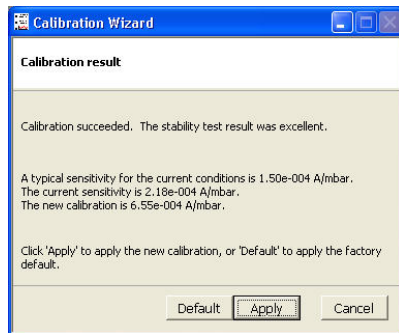 Calibration Wizard
Calibration result
Calibration succeeded.  The stability test result was excellent.
A typical sensitivity for the current conditions is 1.50e-004 A/mbar.
The current sensitivity is 2.18e-004 A/mbar.
The new calibration is 6.55e-004 A/mbar.
Click 'Apply' to apply the new calibration, or 'Default' to apply the factory
default.
Default Apply Cancel